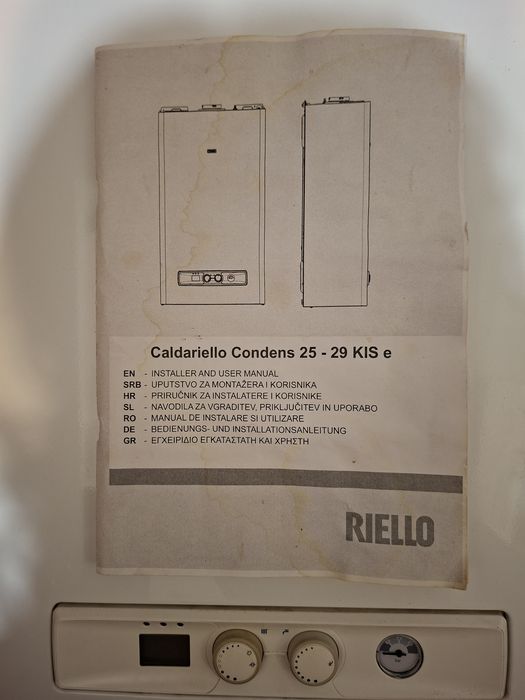 Caldariello Condens 25 - 29 KIS e
EN - INSTALLER AND USER MANUAL
SRB - UPUTSTVO ZA MONTAŽERA I KORISNIKA
HR - PRIRUČNIK ZA INSTALATERE I KORISNIKE
SL - NAVODILA ZA VGRADITEV, PRIKLJUČITEV IN UPORABO
RO - MANUAL DE INSTALARE SI UTILIZARE
DE - BEDIENUNGS- UND INSTALLATIONSANLEITUNG
GR - ΕΓΧΕΙΡΙΔΙΟ ΕΓΚΑΤΑΣΤΑΤΗ ΚΑΙ ΧΡΗΣΤΗ
RIELLO